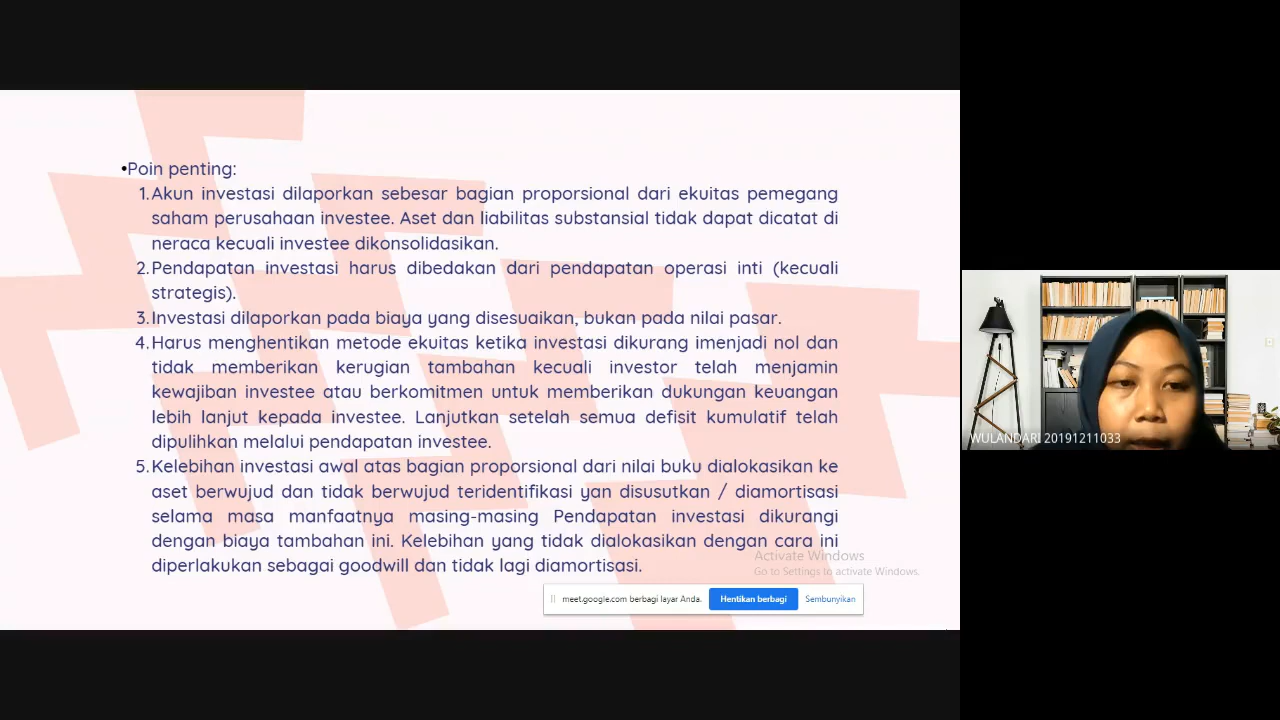 •Poin penting:
1.Akun investasi dilaporkan sebesar bagian proporsional dari ekuitas pemegang
saham perusahaan investee. Aset dan liabilitas substansial tidak dapat dicatat di
neraca kecuali investee dikonsolidasikan.
2.Pendapatan investasi harus dibedakan dari pendapatan operasi inti (kecuali
strategis).
3.Investasi dilaporkan pada biaya yang disesuaikan, bukan pada nilai pasar.
4.Harus menghentikan metode ekuitas ketika investasi dikurang imenjadi nol dan
tidak memberikan kerugian tambahan kecuali investor telah menjamin
kewajiban investee atau berkomitmen untuk memberikan dukungan keuangan
lebih lanjut kepada investee. Lanjutkan setelah semua defisit kumulatif telah
dipulihkan melalui pendapatan investee.
5.Kelebihan investasi awal atas bagian proporsional dari nilai buku dialokasikan ke
aset berwujud dan tidak berwujud teridentifikasi yan disusutkan / diamortisasi
selama masa manfaatnya masing-masing Pendapatan investasi dikurangi
dengan biaya tambahan ini. Kelebihan yang tidak dialokasikan dengan cara ini
diperlakukan sebagai goodwill dan tidak lagi diamortisasi.
Activate Windows
Go to Settings to activate Windows.
meet.google.com berbagi layar Anda.
Hentikan berbagi
Sembunyikan
WULANDARI 20191211033